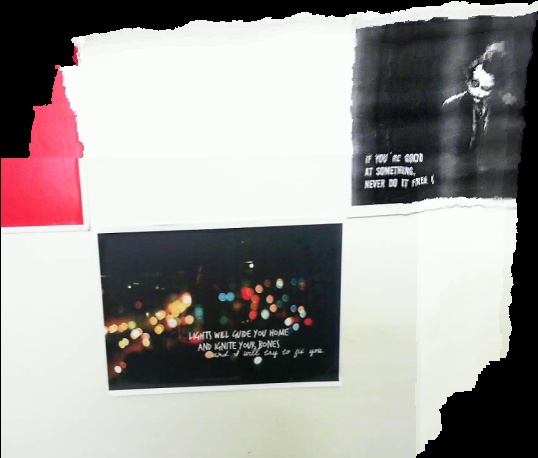 IF YOU'RE GOOD
AT SOMETHING,
NEVER DO IT FREE !
LIGHTS WILL GUIDE YOU HOME
AND IGNITE YOUR BONES
and I will try to fix you